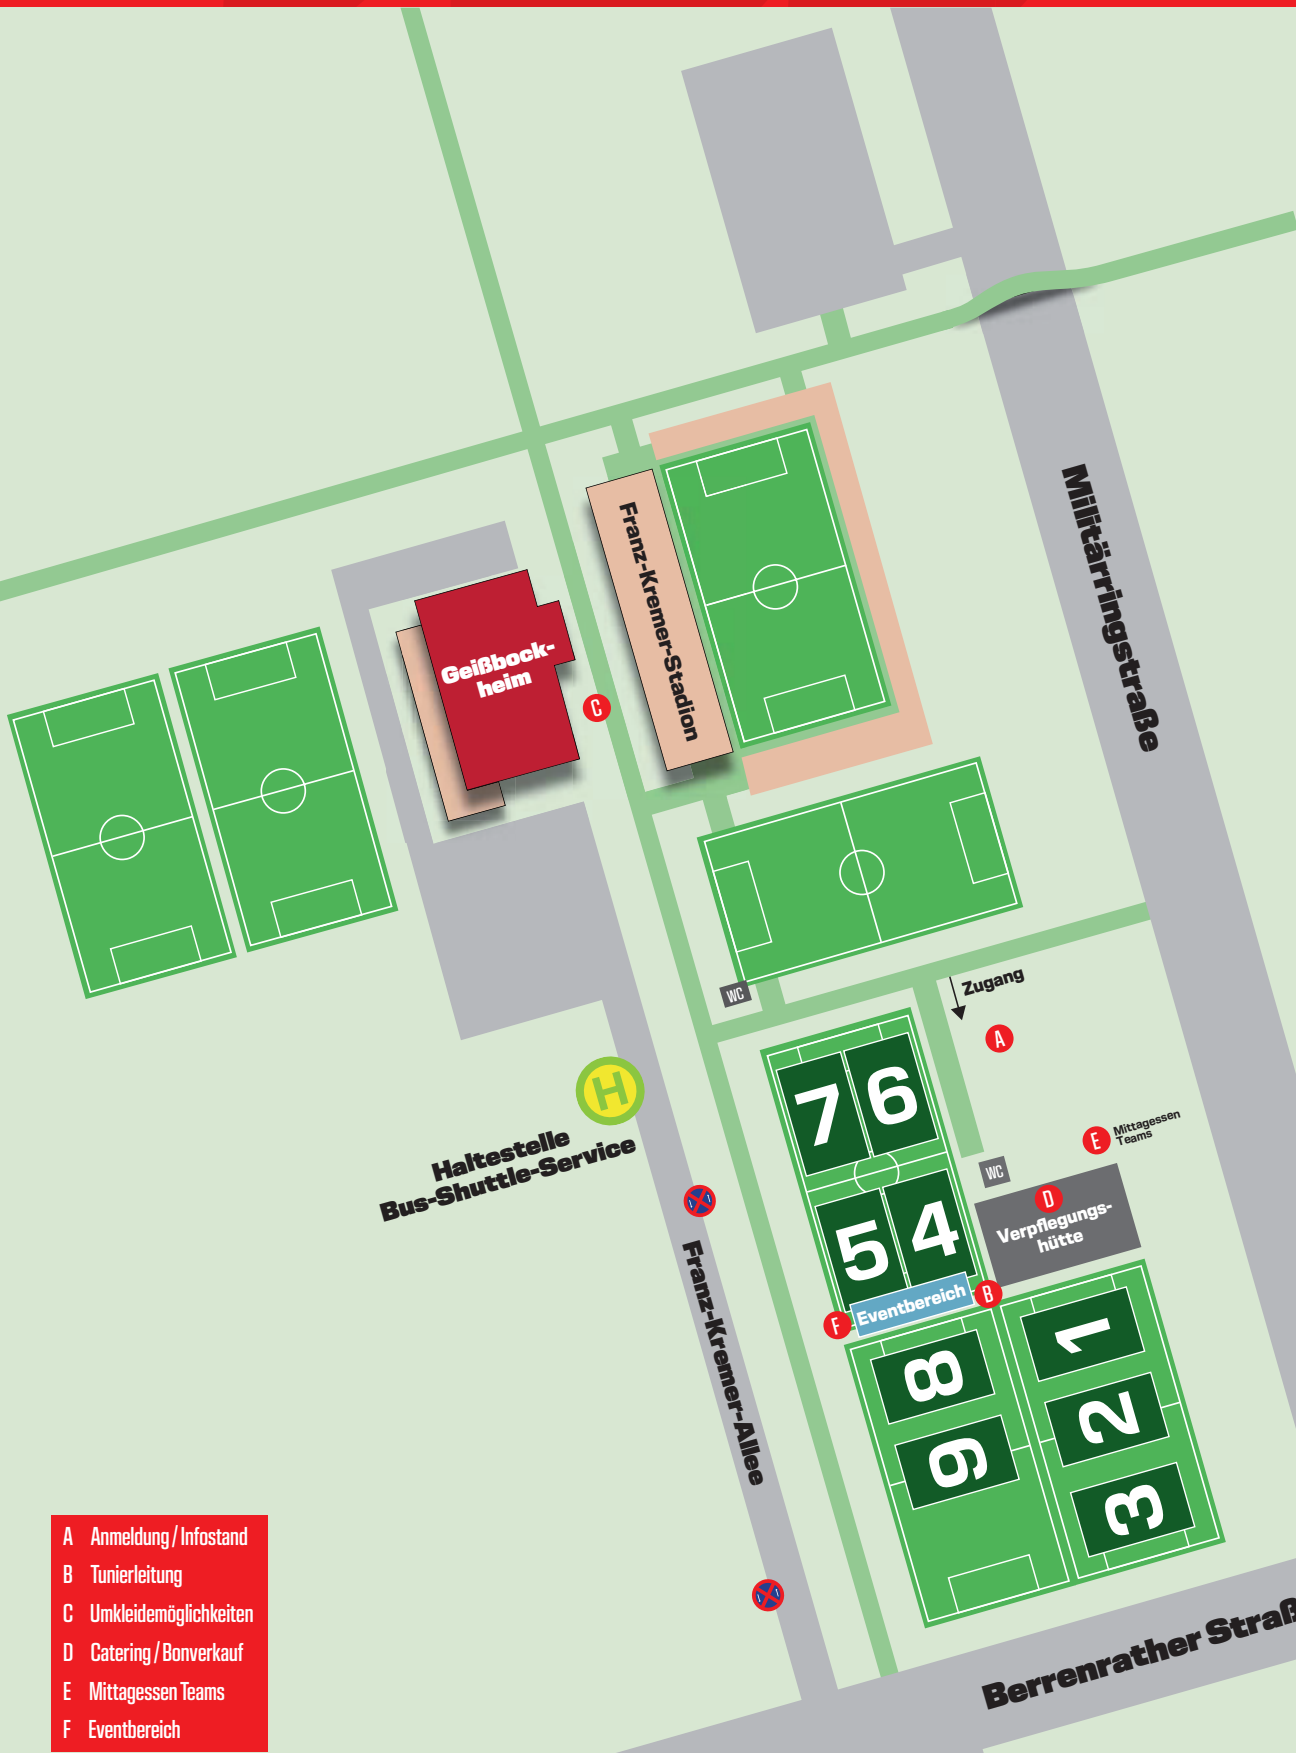 Militärringstraße
Franz-Kremer-Stadion
Geißbock-
heim
C
WC
Zugang
A
7
6
E
Mittagessen
Teams
WC
D
Verpflegungs-
hütte
H
Haltestelle
Bus-Shuttle-Service
5
4
Eventbereich
B
F
Franz-Kremer-Allee
8
1
9
2
3
Berrenrather Straß
A Anmeldung / Infostand
B Tunierleitung
C Umkleidemöglichkeiten
D Catering / Bonverkauf
E Mittagessen Teams
F Eventbereich